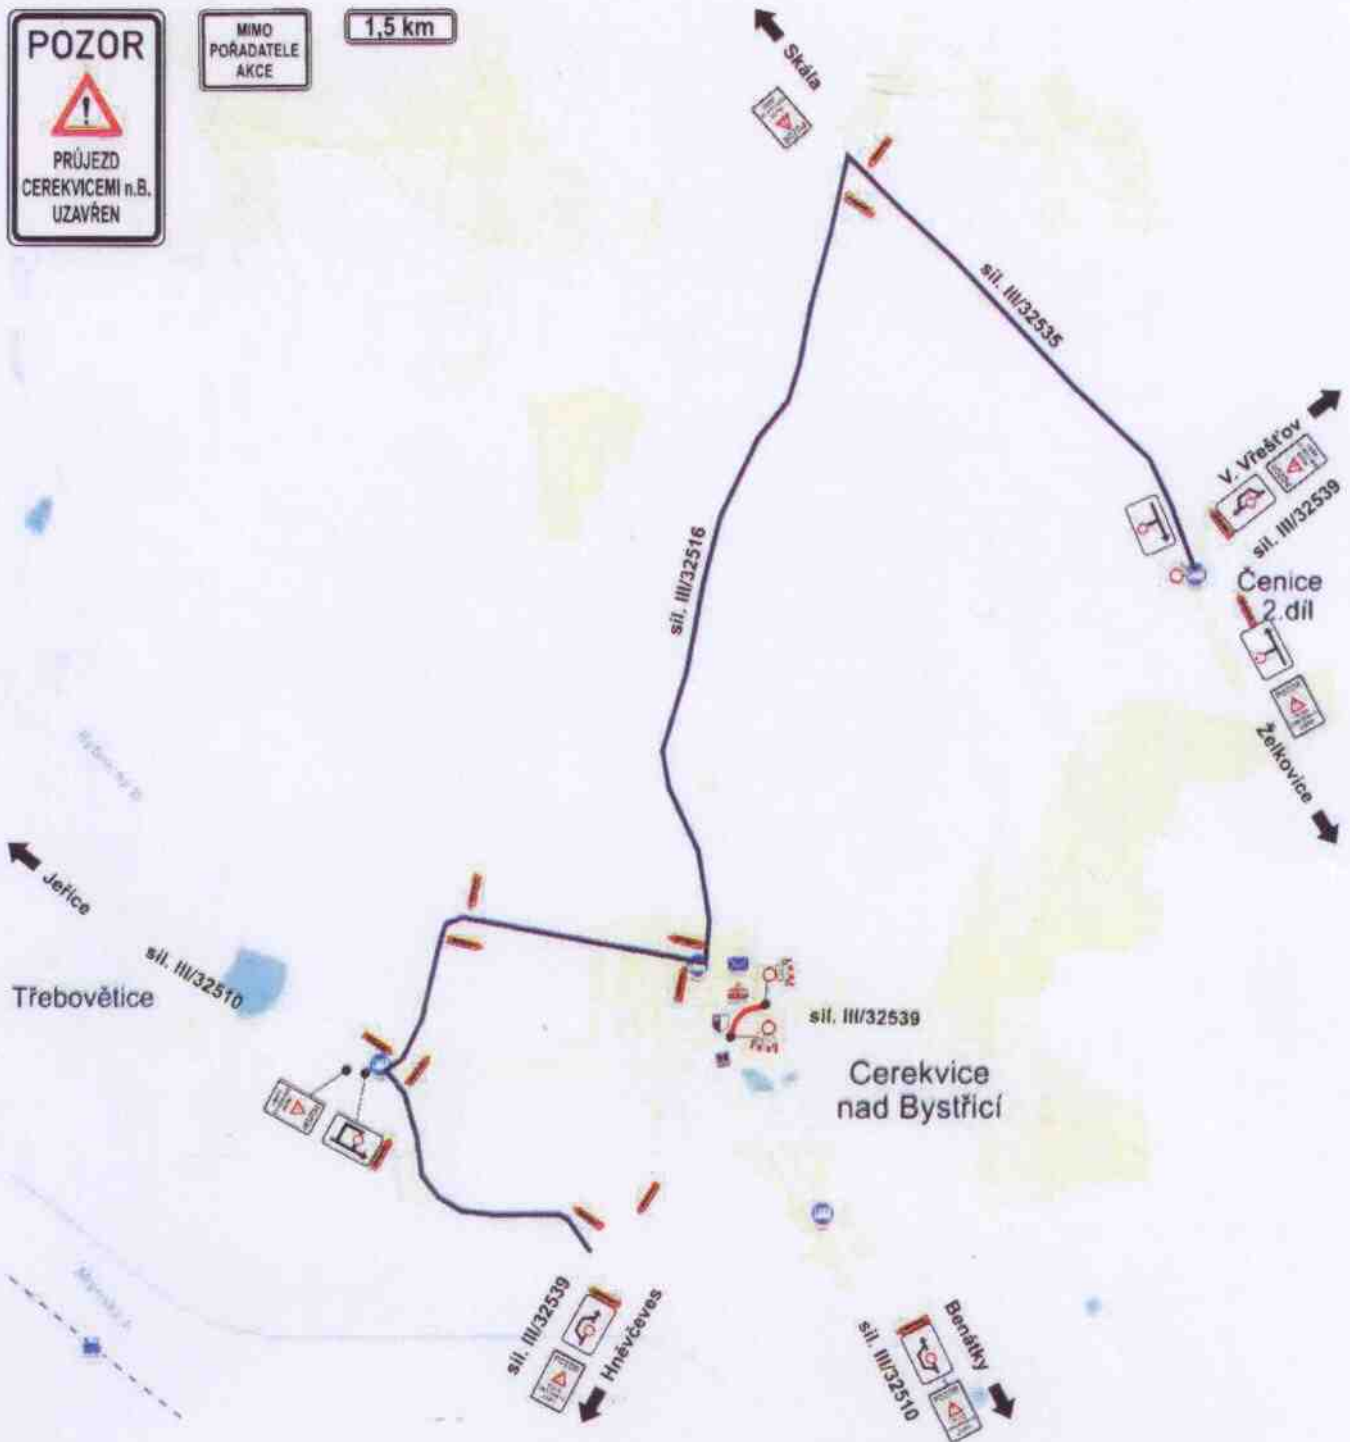 POZOR
PRŮJEZD
CEREKVICEMI n.B.
UZAVŘEN
MIMO
POŘADATELE
AKCE
1,5 km
Skála
sil. III/32535
V. Vřešťov
sil. III/32539
Čenice
2.díl
Želkovice
sil. III/32516
Jeřice
sil. III/32510
Třebovětice
sil. III/32539
Cerekvice
nad Bystřicí
sil. III/32539
Hněvčeves
Benátky
sil. III/32510